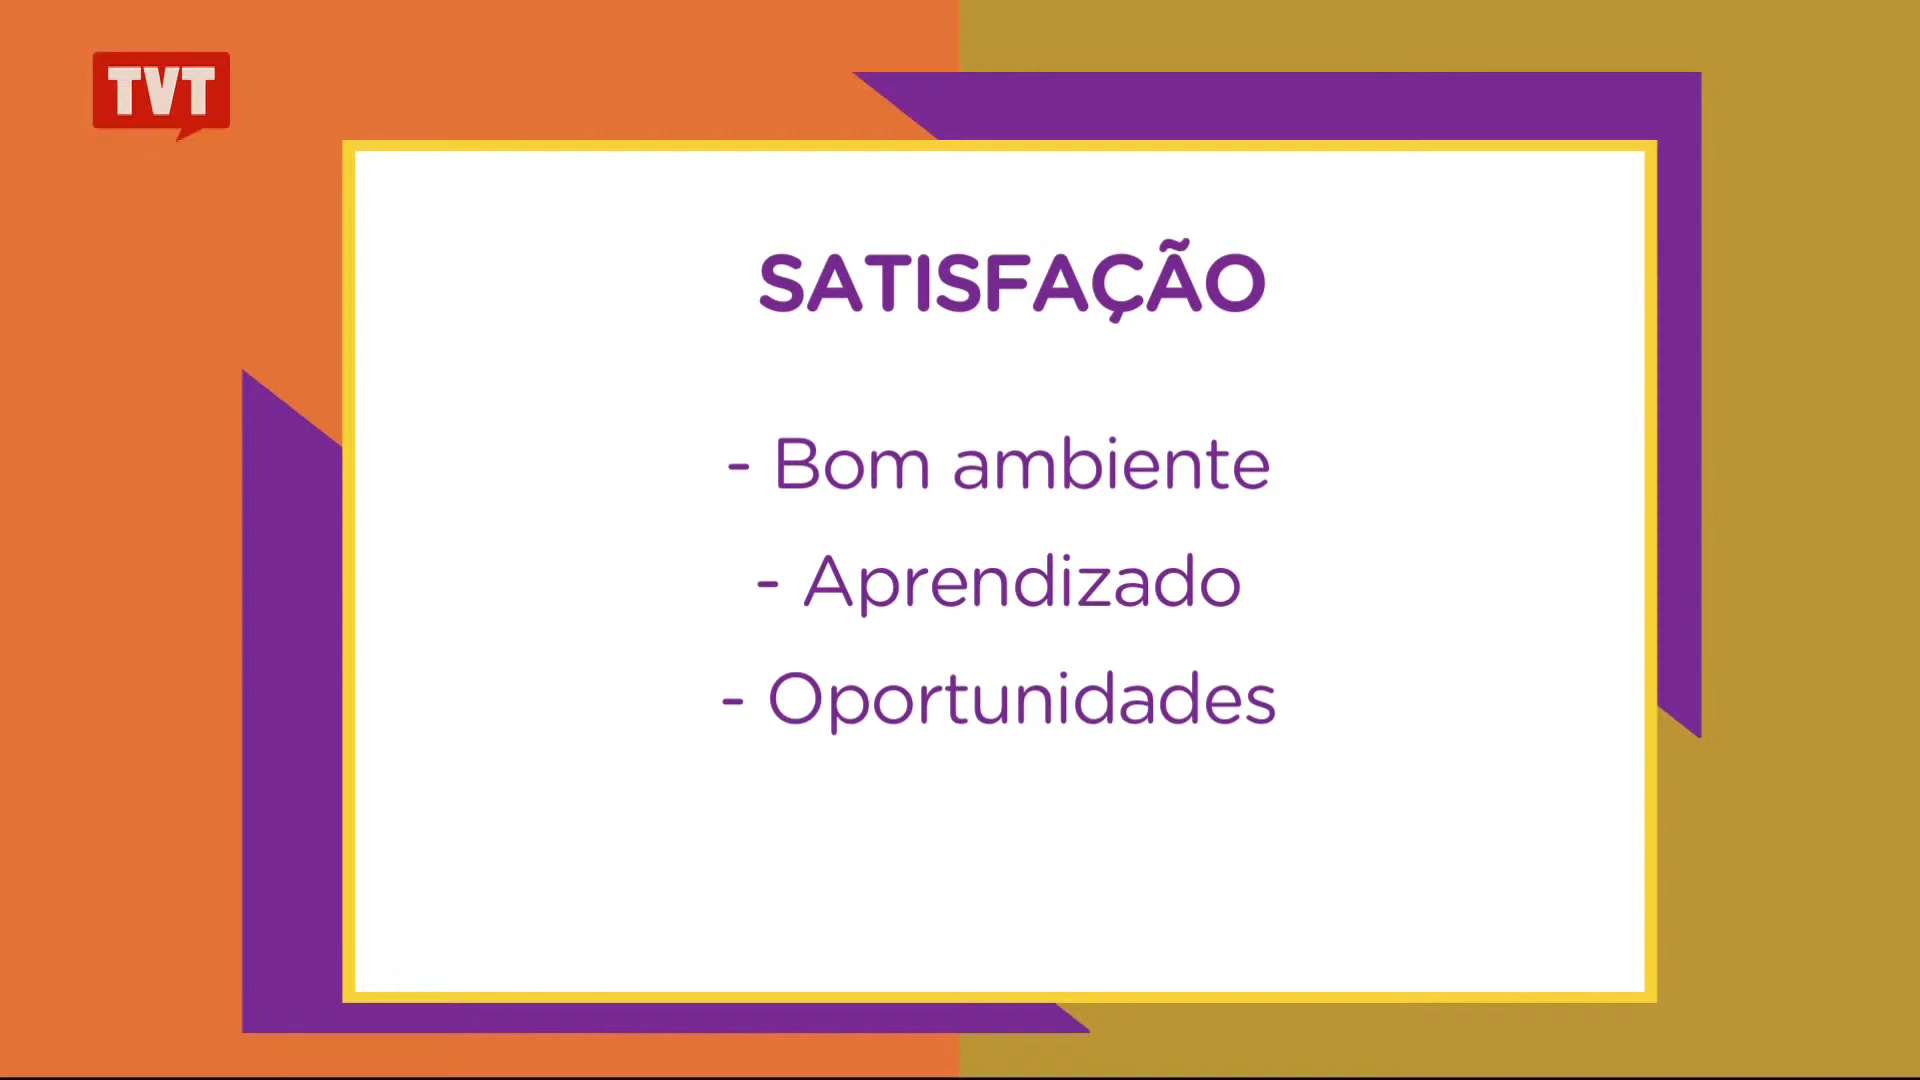 TVT
SATISFAÇÃO
- Bom ambiente
- Aprendizado
- Oportunidades